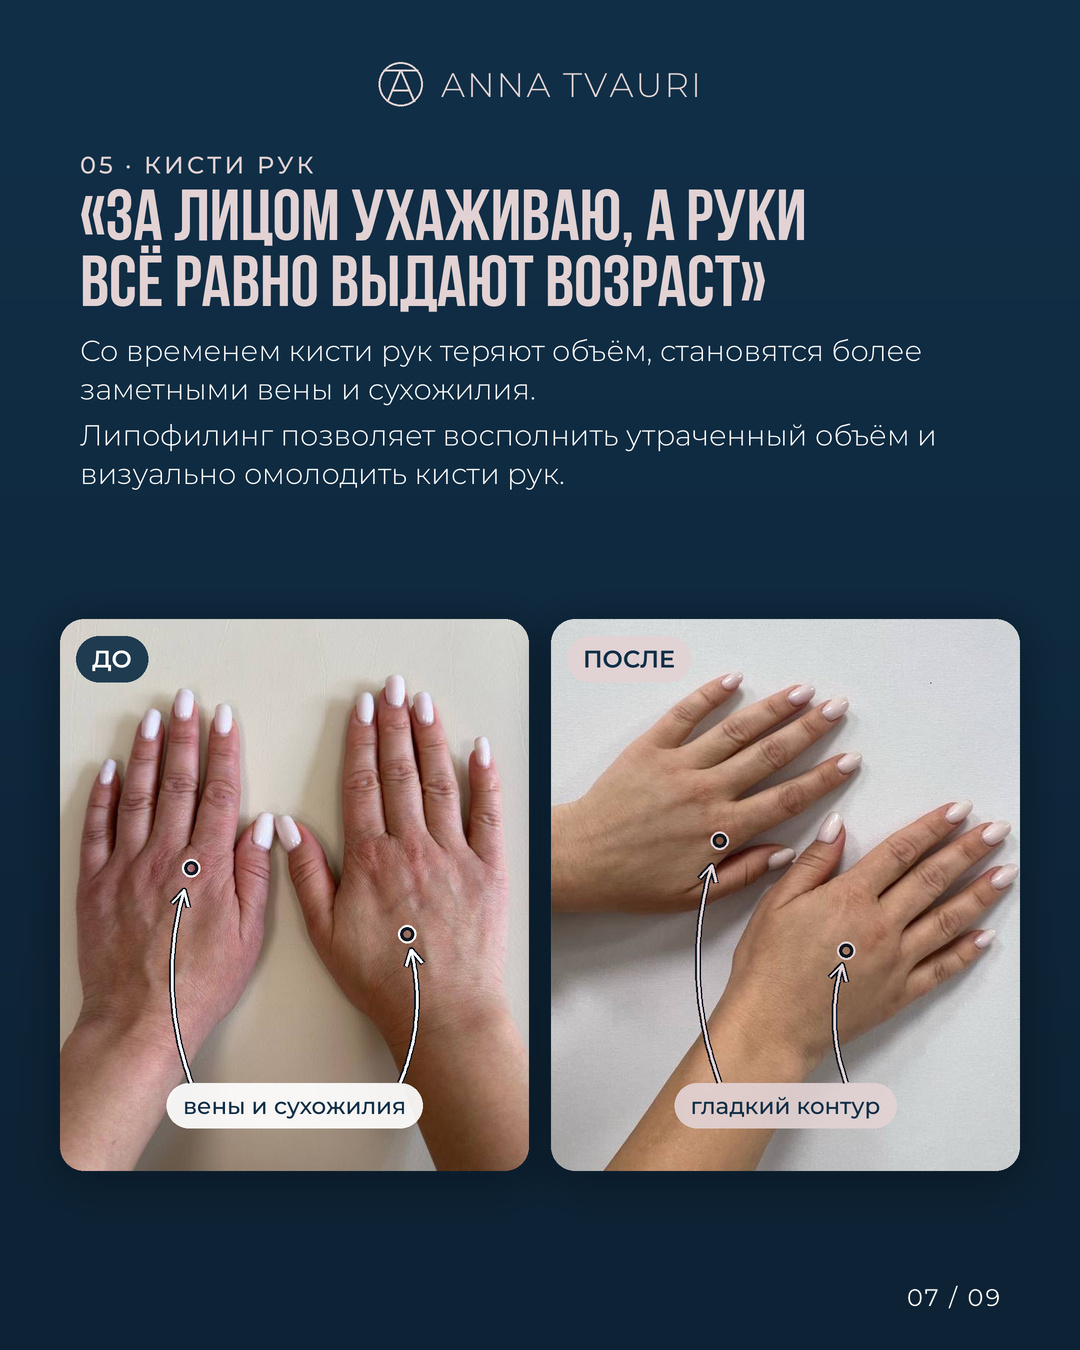 ANNA TVAURI
05 · КИСТИ РУК
«ЗА ЛИЦОМ УХАЖИВАЮ, А РУКИ
ВСЁ РАВНО ВЫДАЮТ ВОЗРАСТ»
Со временем кисти рук теряют объём, становятся более
заметными вены и сухожилия.
Липофилинг позволяет восполнить утраченный объём и
визуально омолодить кисти рук.
ДО
ПОСЛЕ
вены и сухожилия
гладкий контур
07 / 09